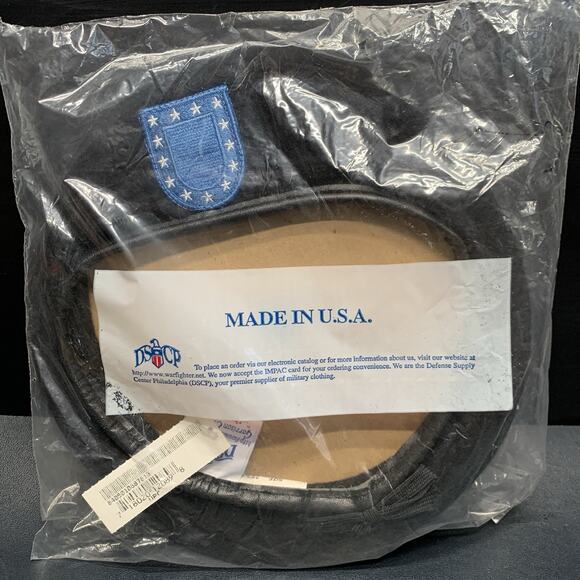 MADE IN U.S.A.
DSCP
To place an order via our electronic catalog or for more information about us, visit our website at
http://www.warfighter.net. We now accept the IMPAC card for your ordering convenience. We are the Defense Supply
Center Philadelphia (DSCP), your premier supplier of military clothing.